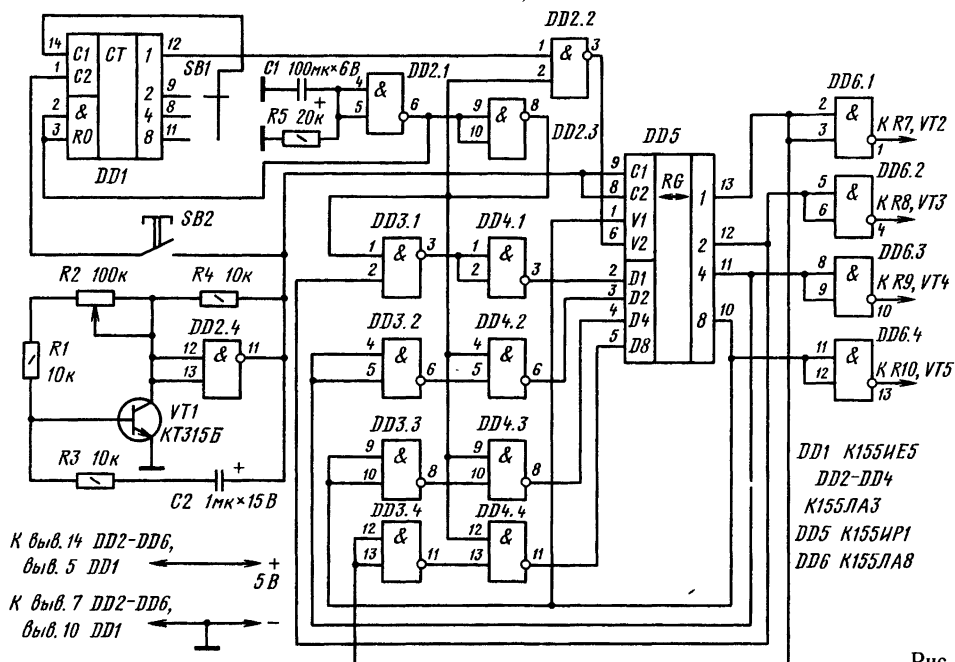 14 C1 CT 1 12
1 C2
SB1
2 9
4 8
8 11
2 &
3 R0
DD1
C1 100мк×6В
+
R5 20к
DD2.1
4 & 6
5
DD2.2
1 & 3
2
9 & 8
10
DD2.3
SB2
R2 100к
R4 10к
R1
10к
DD2.4
12 & 11
13
VT1
КТ315Б
R3 10к
+
C2 1мк×15В
DD3.1
1 & 3
2
DD4.1
1 & 3
2
DD3.2
4 & 6
5
DD4.2
4 & 6
5
DD3.3
9 & 8
10
DD4.3
9 & 8
10
DD3.4
12 & 11
13
DD4.4
12 & 11
13
DD5
9 C1 RG
8 C2
1 V1
6 V2
2 D1
3 D2
4 D4
5 D8
1 13
2 12
4 11
8 10
DD6.1
2 &
3
1
К R7, VT2
DD6.2
5 &
6
4
К R8, VT3
DD6.3
8 &
9
10
К R9, VT4
DD6.4
11 &
12
13
К R10, VT5
DD1 К155ИЕ5
DD2-DD4
К155ЛА3
DD5 К155ИР1
DD6 К155ЛА8
К выв. 14 DD2-DD6,
выв. 5 DD1
+
5В
К выв. 7 DD2-DD6,
выв. 10 DD1
−
Рис